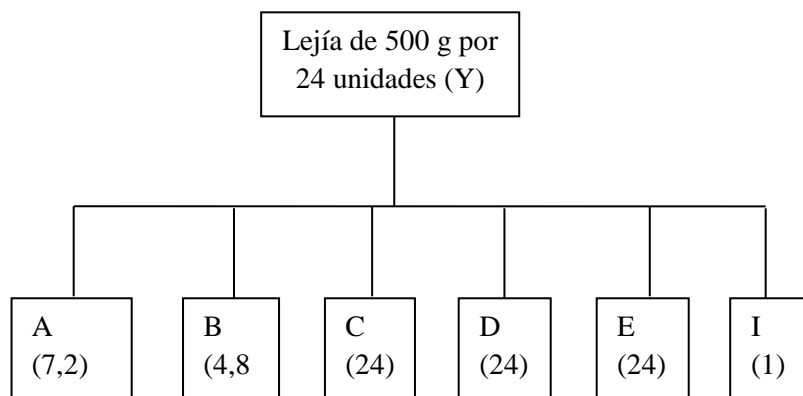 Lejía de 500 g por
24 unidades (Y)
A
(7,2)
B
(4,8
C
(24)
D
(24)
E
(24)
I
(1)